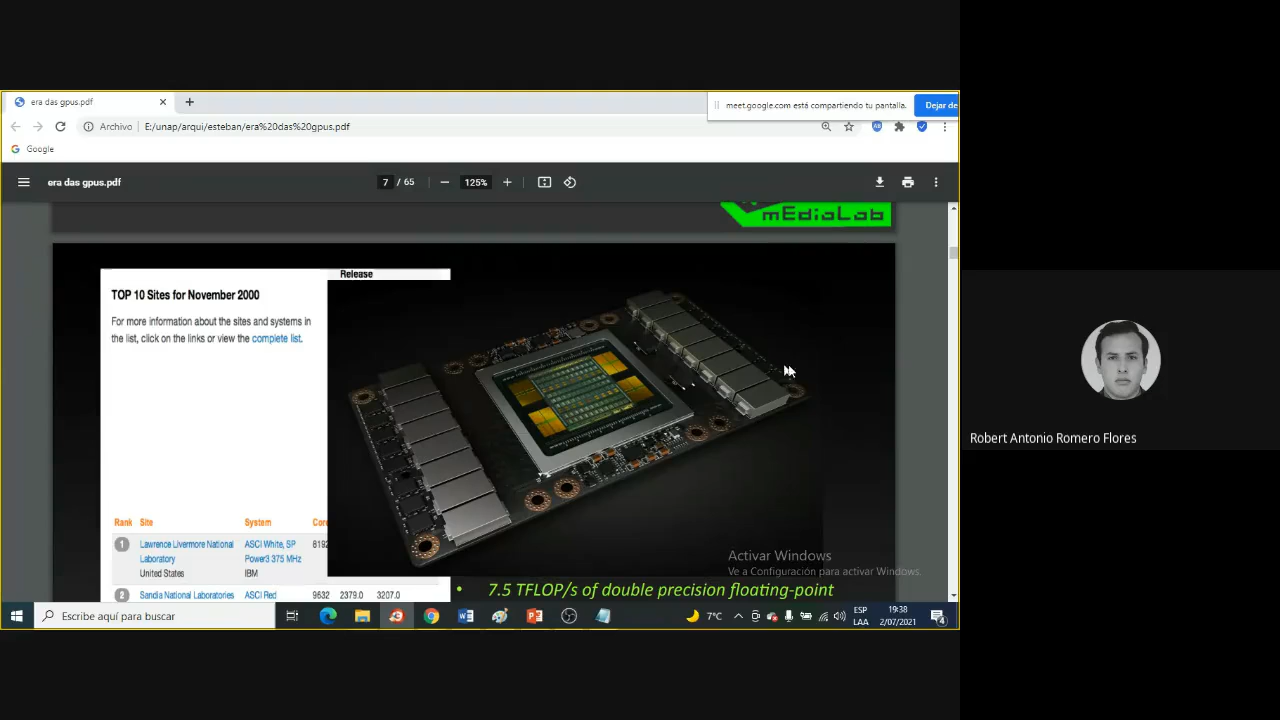 era das gpus.pdf
meet.google.com está compartiendo tu pantalla.
Dejar de
Archivo
E:/unap/arqui/esteban/era%20das%20gpus.pdf
Google
era das gpus.pdf
7 / 65
125%
mEdiaLab
Release
TOP 10 Sites for November 2000
For more information about the sites and systems in
the list, click on the links or view the complete list.
Rank Site System Core
1 Lawrence Livermore National ASCI White, SP 8192
Laboratory Power3 375 MHz
United States IBM
2 Sandia National Laboratories ASCI Red 9632 2379.0 3207.0
Activar Windows
Ve a Configuración para activar Windows.
• 7.5 TFLOP/s of double precision floating-point
Escribe aquí para buscar
7°C
ESP
LAA
19:38
2/07/2021
4
Robert Antonio Romero Flores